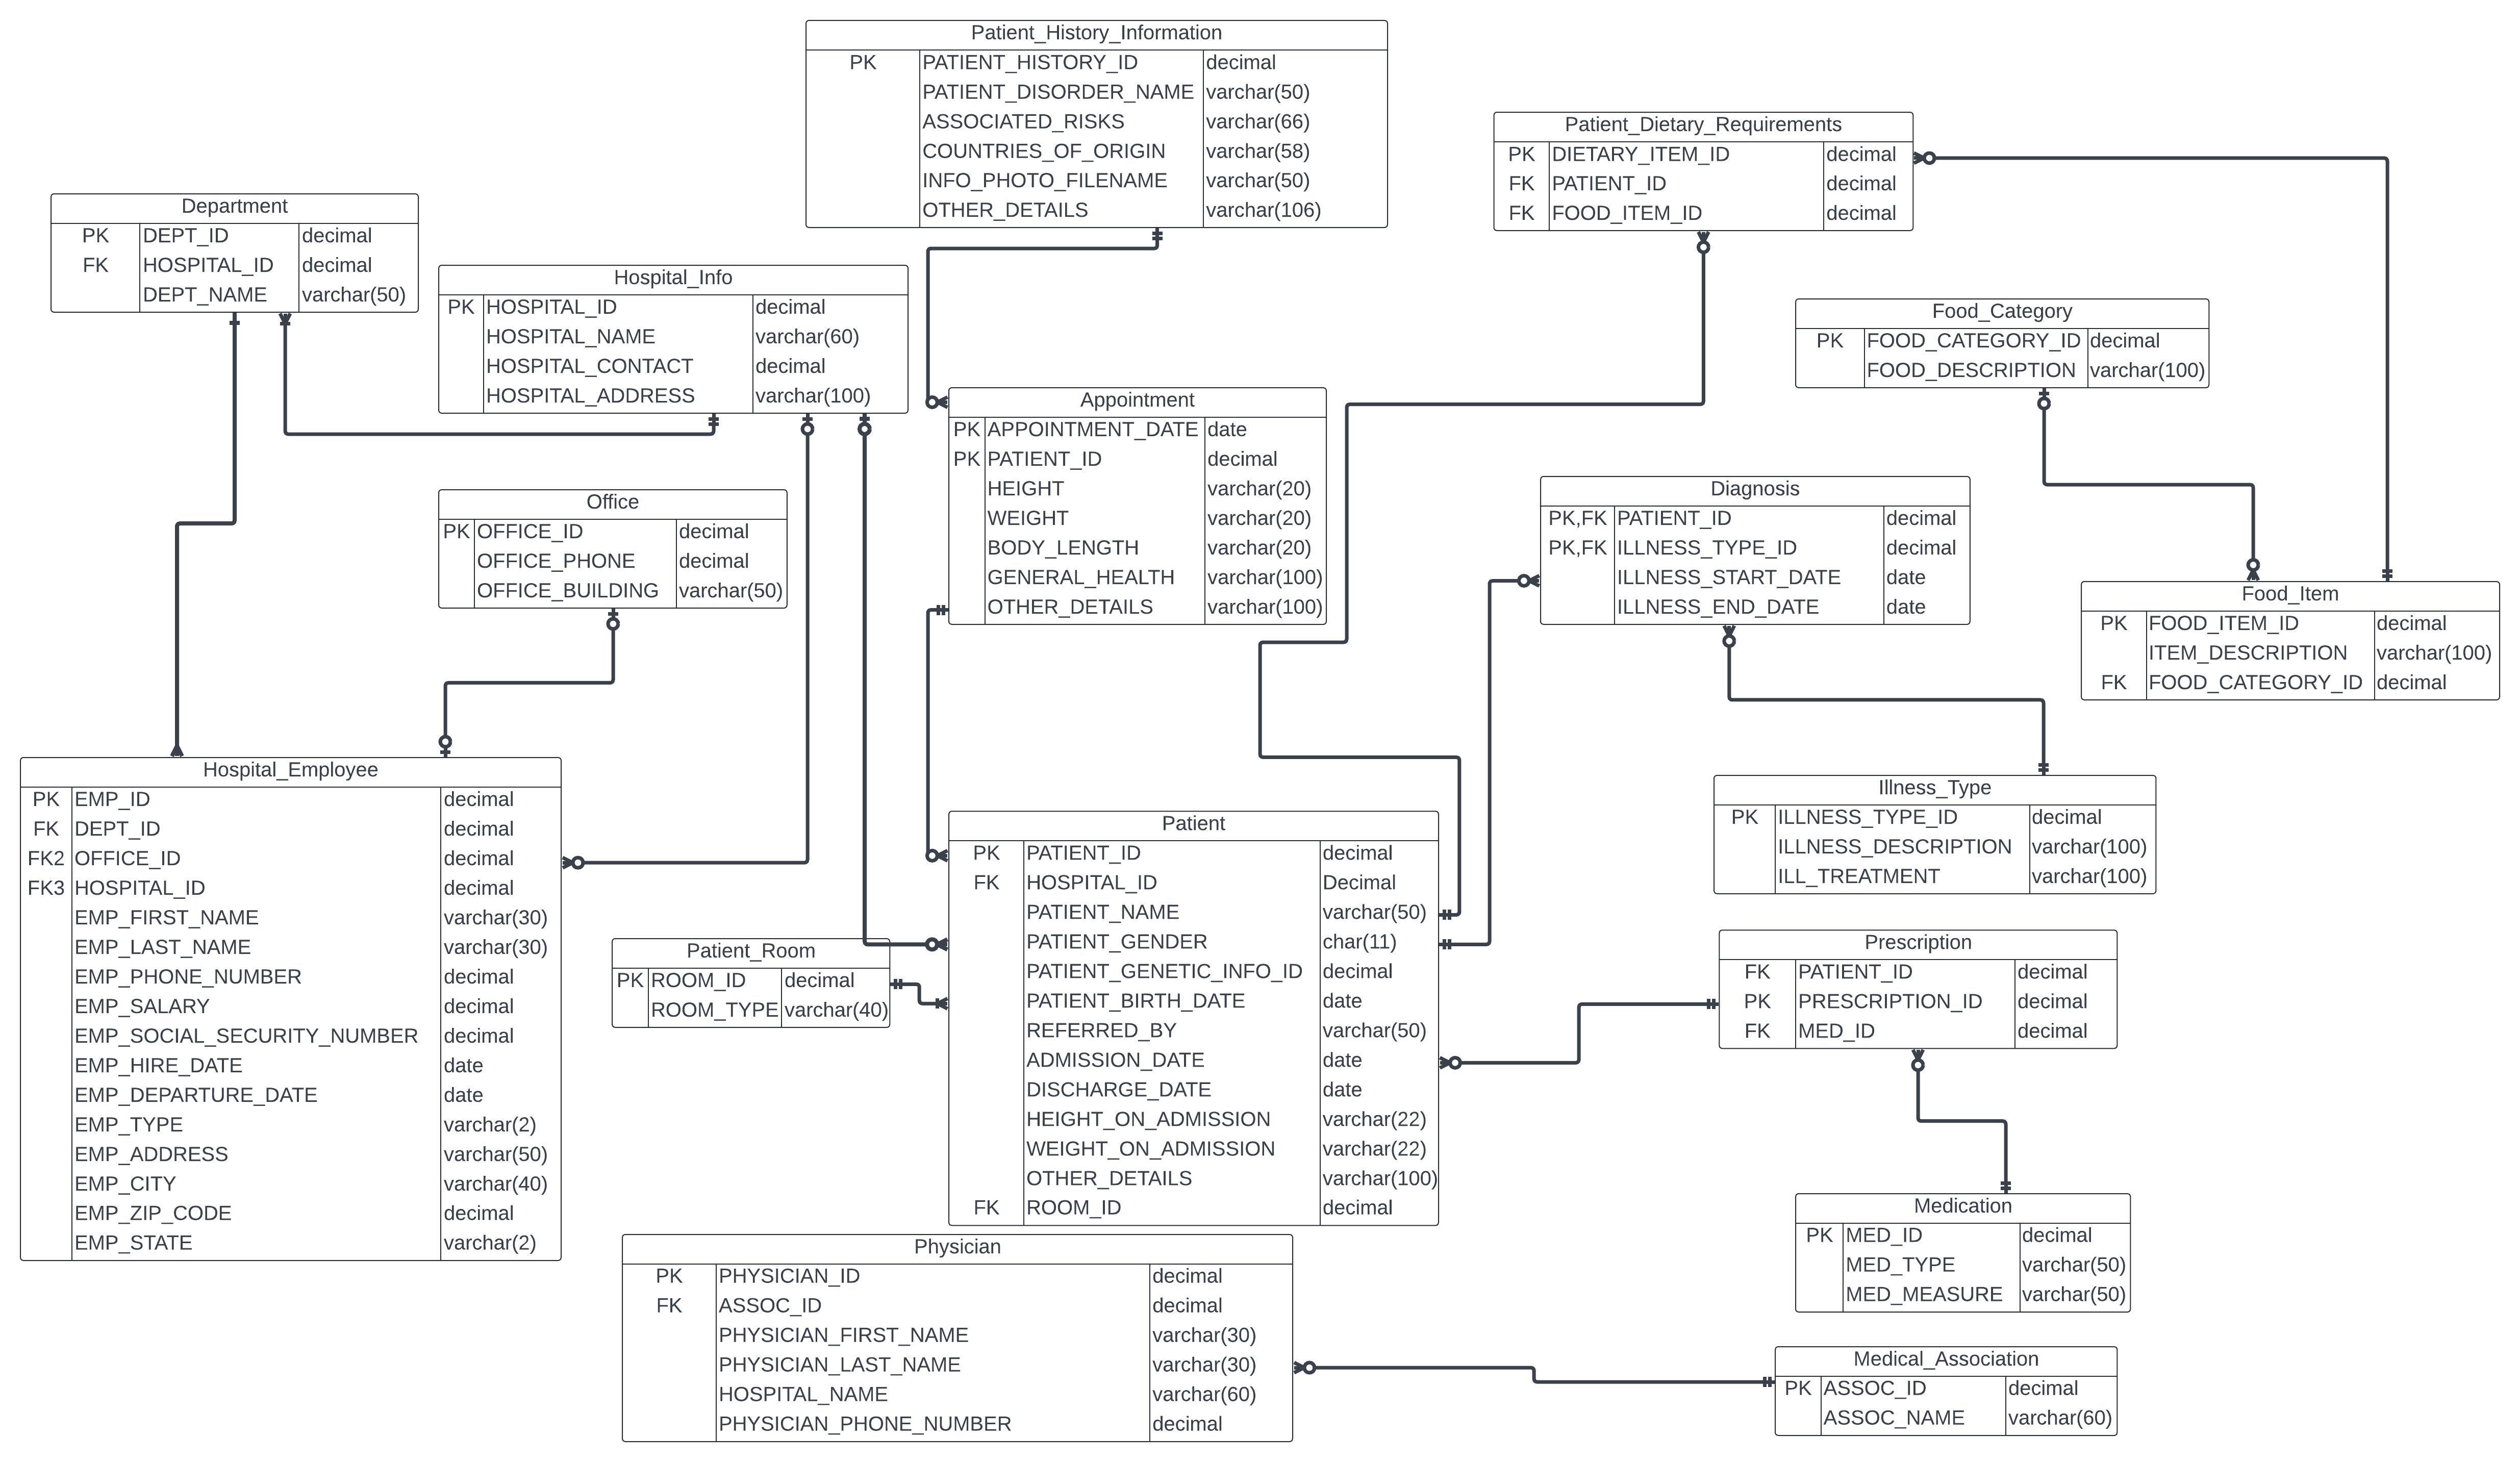 Patient_History_Information
PK PATIENT_HISTORY_ID decimal
PATIENT_DISORDER_NAME varchar(50)
ASSOCIATED_RISKS varchar(66)
COUNTRIES_OF_ORIGIN varchar(58)
INFO_PHOTO_FILENAME varchar(50)
OTHER_DETAILS varchar(106)
Patient_Dietary_Requirements
PK DIETARY_ITEM_ID decimal
FK PATIENT_ID decimal
FK FOOD_ITEM_ID decimal
Department
PK DEPT_ID decimal
FK HOSPITAL_ID decimal
DEPT_NAME varchar(50)
Hospital_Info
PK HOSPITAL_ID decimal
HOSPITAL_NAME varchar(60)
HOSPITAL_CONTACT decimal
HOSPITAL_ADDRESS varchar(100)
Food_Category
PK FOOD_CATEGORY_ID decimal
FOOD_DESCRIPTION varchar(100)
Appointment
PK APPOINTMENT_DATE date
PK PATIENT_ID decimal
HEIGHT varchar(20)
WEIGHT varchar(20)
BODY_LENGTH varchar(20)
GENERAL_HEALTH varchar(100)
OTHER_DETAILS varchar(100)
Office
PK OFFICE_ID decimal
OFFICE_PHONE decimal
OFFICE_BUILDING varchar(50)
Diagnosis
PK,FK PATIENT_ID decimal
PK,FK ILLNESS_TYPE_ID decimal
ILLNESS_START_DATE date
ILLNESS_END_DATE date
Food_Item
PK FOOD_ITEM_ID decimal
ITEM_DESCRIPTION varchar(100)
FK FOOD_CATEGORY_ID decimal
Hospital_Employee
PK EMP_ID decimal
FK DEPT_ID decimal
FK2 OFFICE_ID decimal
FK3 HOSPITAL_ID decimal
EMP_FIRST_NAME varchar(30)
EMP_LAST_NAME varchar(30)
EMP_PHONE_NUMBER decimal
EMP_SALARY decimal
EMP_SOCIAL_SECURITY_NUMBER decimal
EMP_HIRE_DATE date
EMP_DEPARTURE_DATE date
EMP_TYPE varchar(2)
EMP_ADDRESS varchar(50)
EMP_CITY varchar(40)
EMP_ZIP_CODE decimal
EMP_STATE varchar(2)
Patient
PK PATIENT_ID decimal
FK HOSPITAL_ID Decimal
PATIENT_NAME varchar(50)
PATIENT_GENDER char(11)
PATIENT_GENETIC_INFO_ID decimal
PATIENT_BIRTH_DATE date
REFERRED_BY varchar(50)
ADMISSION_DATE date
DISCHARGE_DATE date
HEIGHT_ON_ADMISSION varchar(22)
WEIGHT_ON_ADMISSION varchar(22)
OTHER_DETAILS varchar(100)
FK ROOM_ID decimal
Illness_Type
PK ILLNESS_TYPE_ID decimal
ILLNESS_DESCRIPTION varchar(100)
ILL_TREATMENT varchar(100)
Patient_Room
PK ROOM_ID decimal
ROOM_TYPE varchar(40)
Prescription
FK PATIENT_ID decimal
PK PRESCRIPTION_ID decimal
FK MED_ID decimal
Medication
PK MED_ID decimal
MED_TYPE varchar(50)
MED_MEASURE varchar(50)
Physician
PK PHYSICIAN_ID decimal
FK ASSOC_ID decimal
PHYSICIAN_FIRST_NAME varchar(30)
PHYSICIAN_LAST_NAME varchar(30)
HOSPITAL_NAME varchar(60)
PHYSICIAN_PHONE_NUMBER decimal
Medical_Association
PK ASSOC_ID decimal
ASSOC_NAME varchar(60)